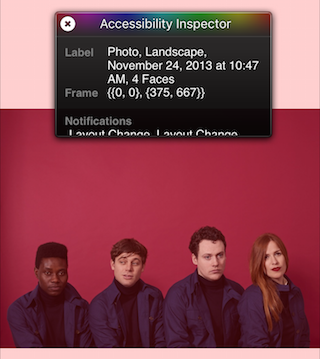 Accessibility Inspector
Label Photo, Landscape,
November 24, 2013 at 10:47
AM, 4 Faces
Frame {{0, 0}, {375, 667}}
Notifications
Layout Change, Layout Change